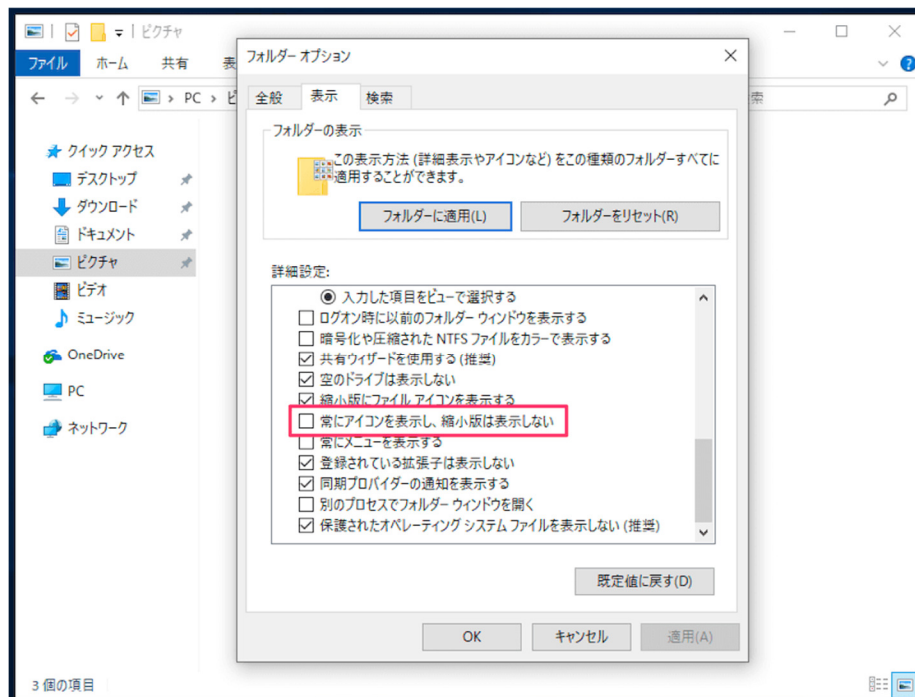 ピクチャ
ファイル ホーム 共有 表
PC ピ 索
クイック アクセス
デスクトップ
ダウンロード
ドキュメント
ピクチャ
ビデオ
ミュージック
OneDrive
PC
ネットワーク
3 個の項目
フォルダー オプション
全般 表示 検索
フォルダーの表示
この表示方法 (詳細表示やアイコンなど) をこの種類のフォルダーすべてに
適用することができます。
フォルダーに適用(L) フォルダーをリセット(R)
詳細設定:
入力した項目をビューで選択する
ログオン時に以前のフォルダー ウィンドウを表示する
暗号化や圧縮された NTFS ファイルをカラーで表示する
共有ウィザードを使用する (推奨)
空のドライブは表示しない
縮小版にファイル アイコンを表示する
常にアイコンを表示し、縮小版は表示しない
常にメニューを表示する
登録されている拡張子は表示しない
同期プロバイダーの通知を表示する
別のプロセスでフォルダー ウィンドウを開く
保護されたオペレーティング システム ファイルを表示しない (推奨)
既定値に戻す(D)
OK キャンセル 適用(A)